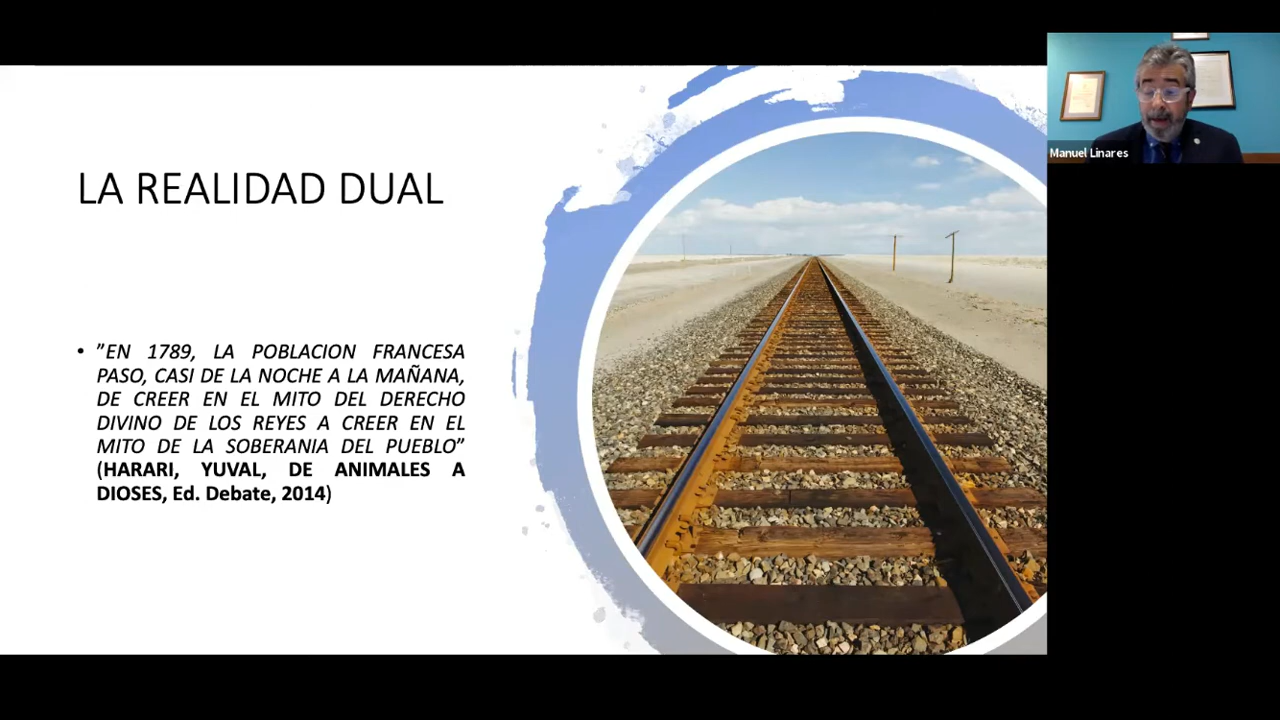 LA REALIDAD DUAL
• "EN 1789, LA POBLACION FRANCESA
PASO, CASI DE LA NOCHE A LA MAÑANA,
DE CREER EN EL MITO DEL DERECHO
DIVINO DE LOS REYES A CREER EN EL
MITO DE LA SOBERANIA DEL PUEBLO"
(HARARI, YUVAL, DE ANIMALES A
DIOSES, Ed. Debate, 2014)
Manuel Linares